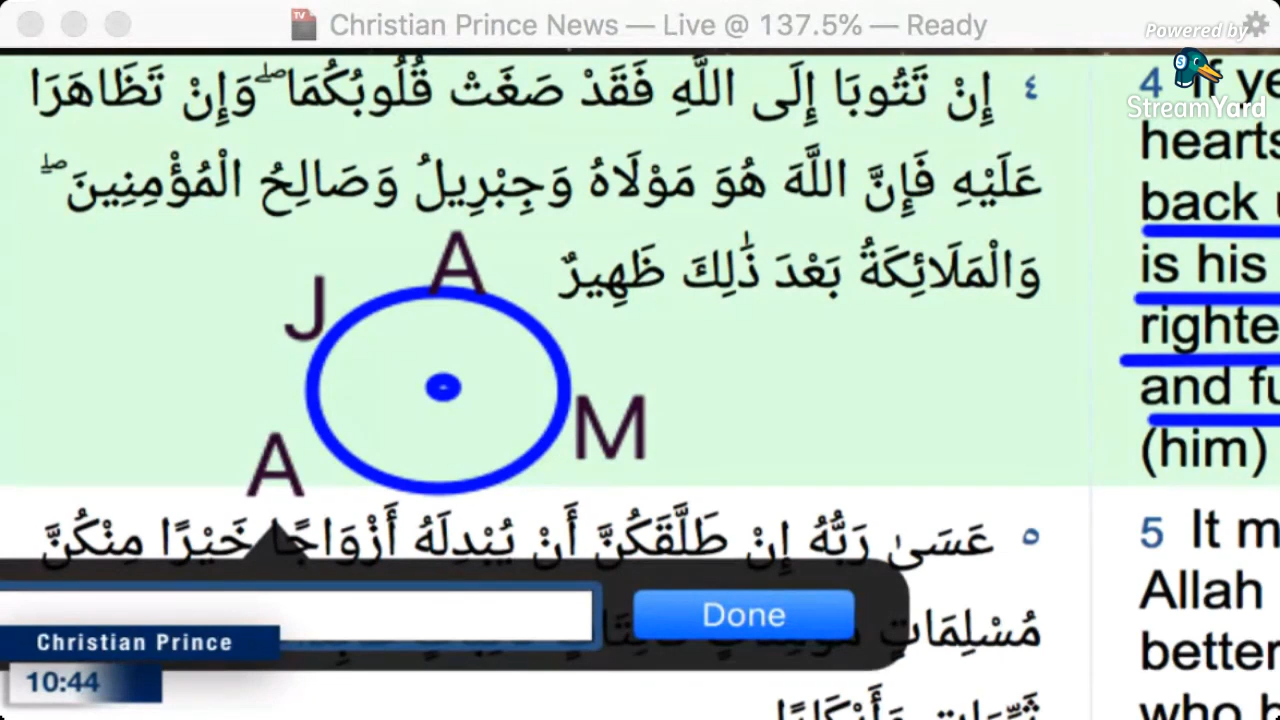 Christian Prince News — Live @ 137.5% — Ready
Powered by
StreamYard
٤ إِنْ تَتُوبَا إِلَى اللَّهِ فَقَدْ صَغَتْ قُلُوبُكُمَا ۖ وَإِنْ تَظَاهَرَا
عَلَيْهِ فَإِنَّ اللَّهَ هُوَ مَوْلَاهُ وَجِبْرِيلُ وَصَالِحُ الْمُؤْمِنِينَ ۖ
وَالْمَلَائِكَةُ بَعْدَ ذَٰلِكَ ظَهِيرٌ
4 If ye
hearts
back
is his
righte
and fu
(him)
A
J
M
A
٥ عَسَىٰ رَبُّهُ إِنْ طَلَّقَكُنَّ أَنْ يُبْدِلَهُ أَزْوَاجًا خَيْرًا مِنْكُنَّ
مُسْلِمَاتٍ
5 It m
Allah
better
who b
Done
Christian Prince
10:44